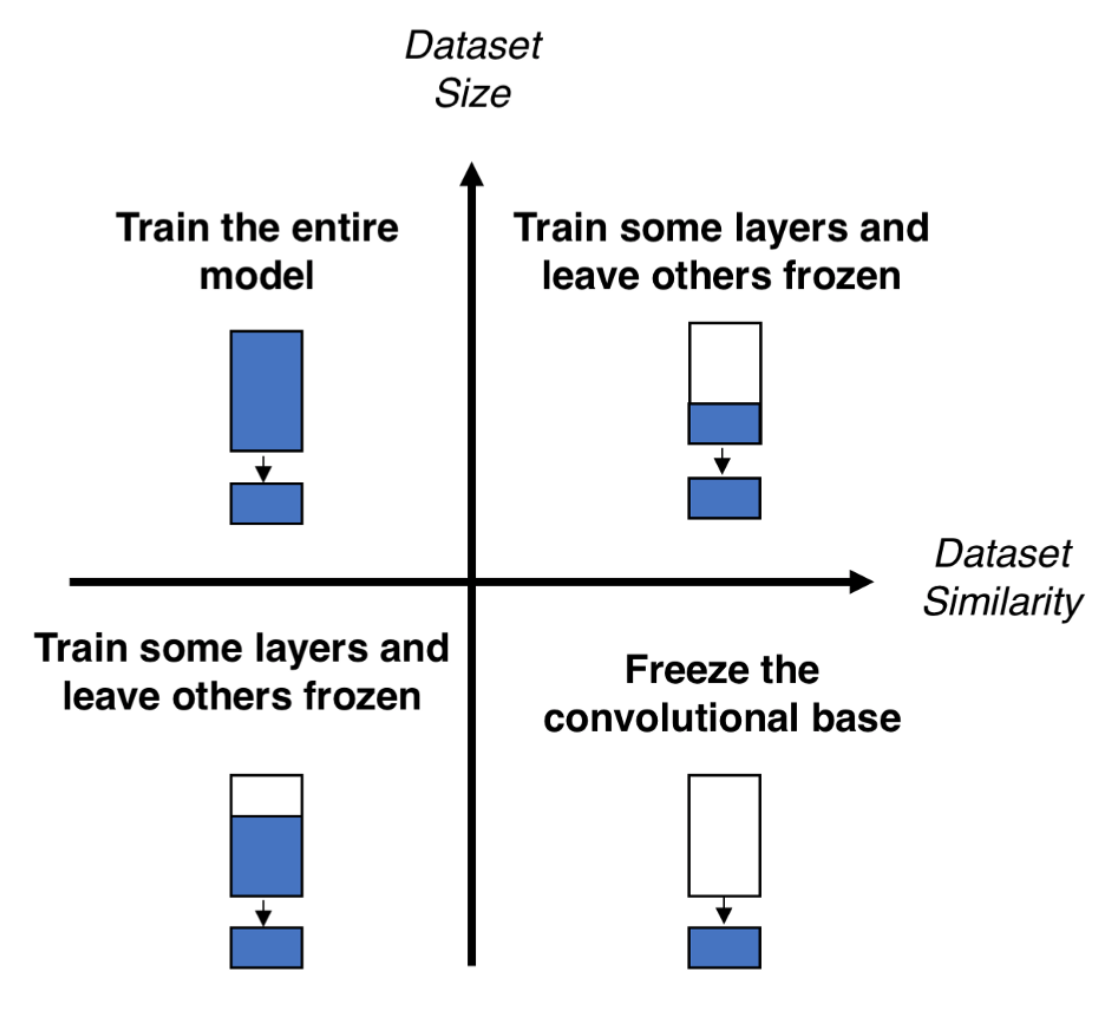 Dataset
Size
Train the entire
model
Train some layers and
leave others frozen
Dataset
Similarity
Train some layers and
leave others frozen
Freeze the
convolutional base